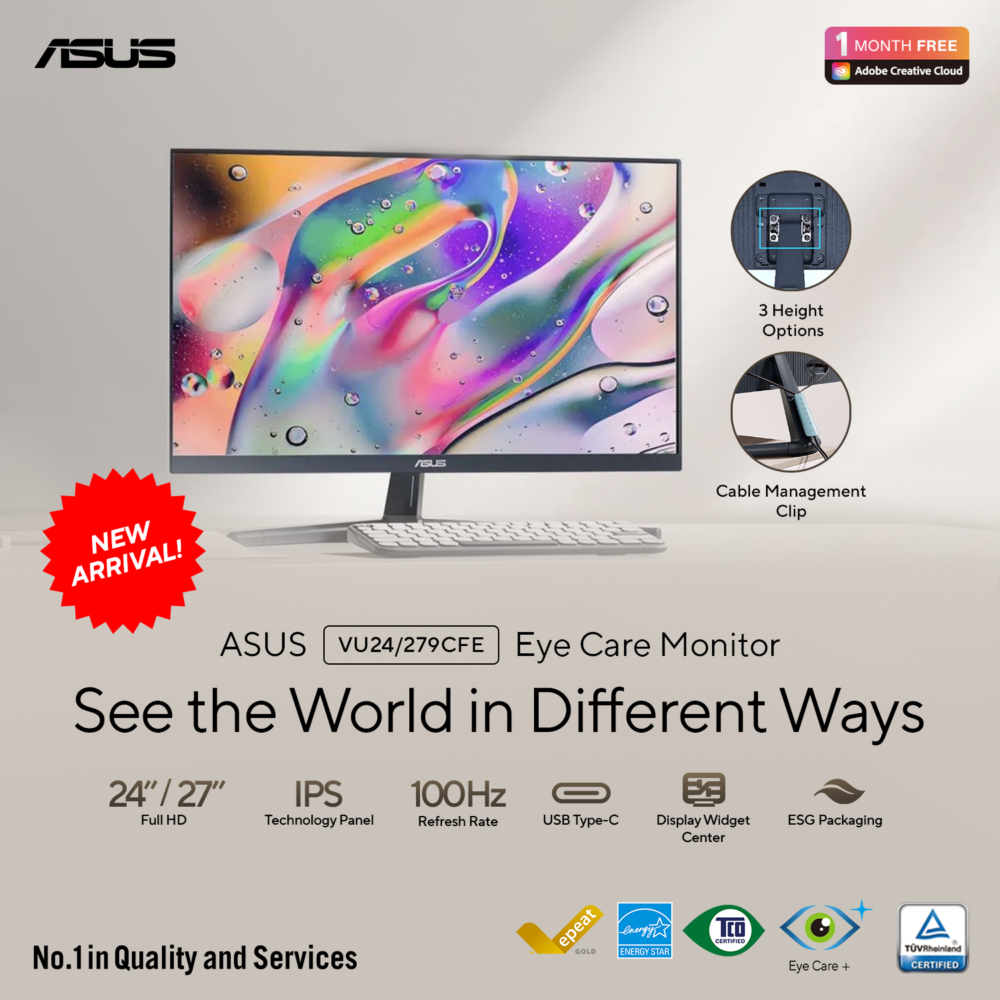 ASUS
1 MONTH FREE
Adobe Creative Cloud
3 Height
Options
Cable Management
Clip
ASUS
NEW
ARRIVAL!
ASUS VU24/279CFE Eye Care Monitor
See the World in Different Ways
24"/27"
Full HD
IPS
Technology Panel
100Hz
Refresh Rate
USB Type-C
Display Widget
Center
ESG Packaging
No.1 in Quality and Services
epeat
GOLD
energy
ENERGY STAR
TCO
CERTIFIED
Eye Care +
TÜVRheinland
®
CERTIFIED